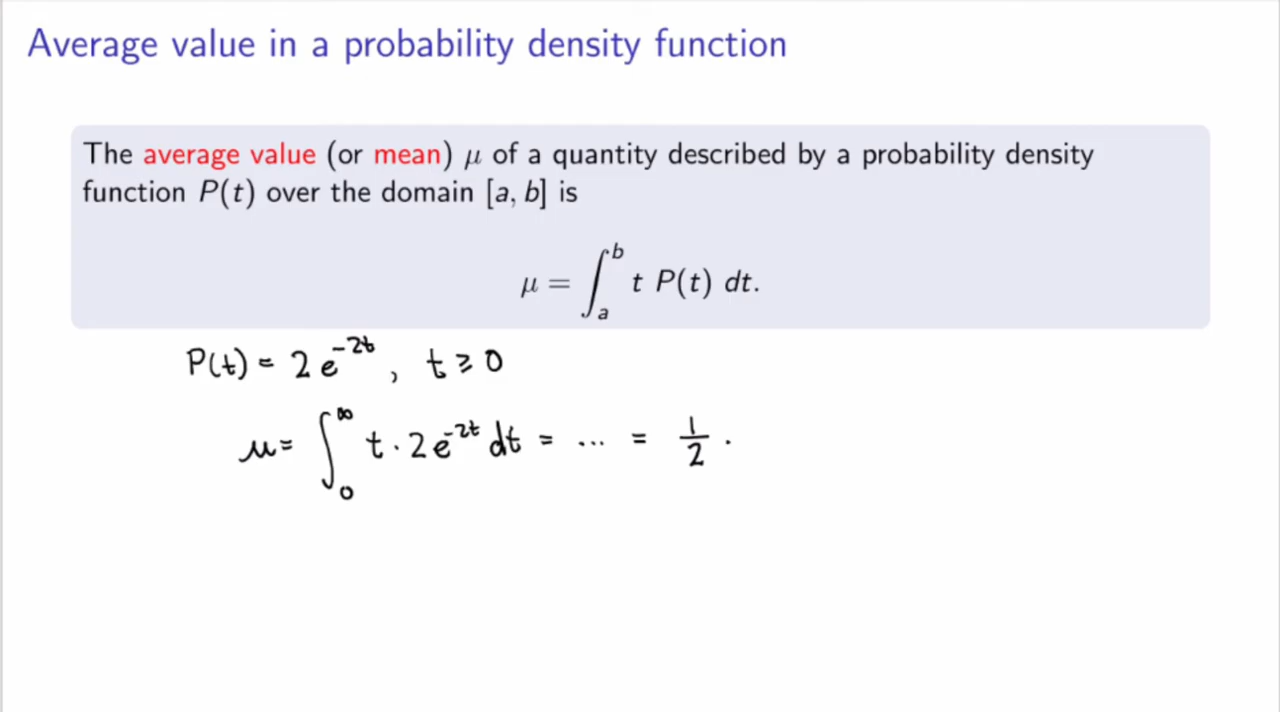 Average value in a probability density function
The average value (or mean) μ of a quantity described by a probability density
function P(t) over the domain [a, b] is
μ = ∫_a^b t P(t) dt.
P(t) = 2e^{-2t}, t ≥ 0
μ = ∫_0^∞ t · 2e^{-2t} dt = ... = 1/2 .